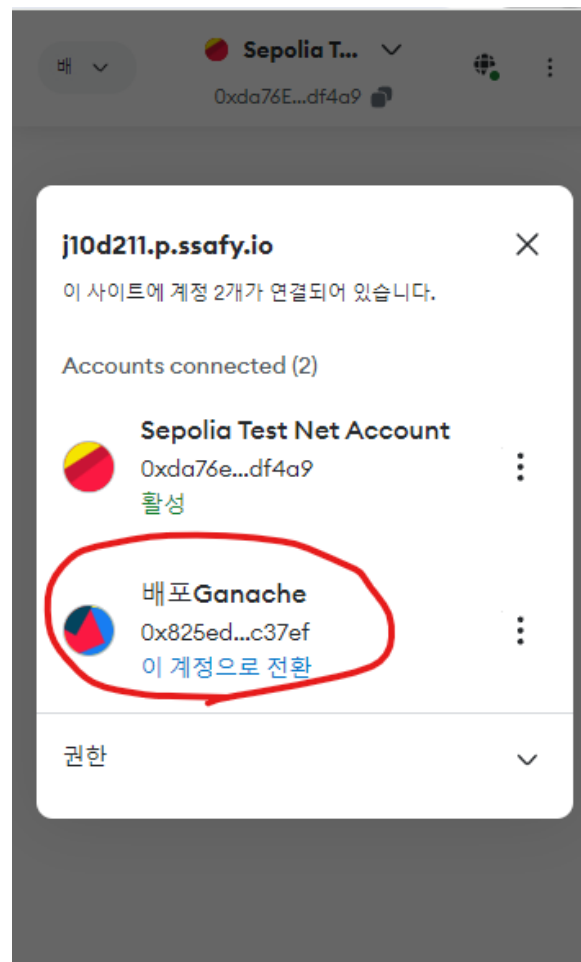 배
Sepolia T...
0xda76E...df4a9
j10d211.p.ssafy.io
이 사이트에 계정 2개가 연결되어 있습니다.
Accounts connected (2)
Sepolia Test Net Account
0xda76e...df4a9
활성
배포Ganache
0x825ed...c37ef
이 계정으로 전환
권한